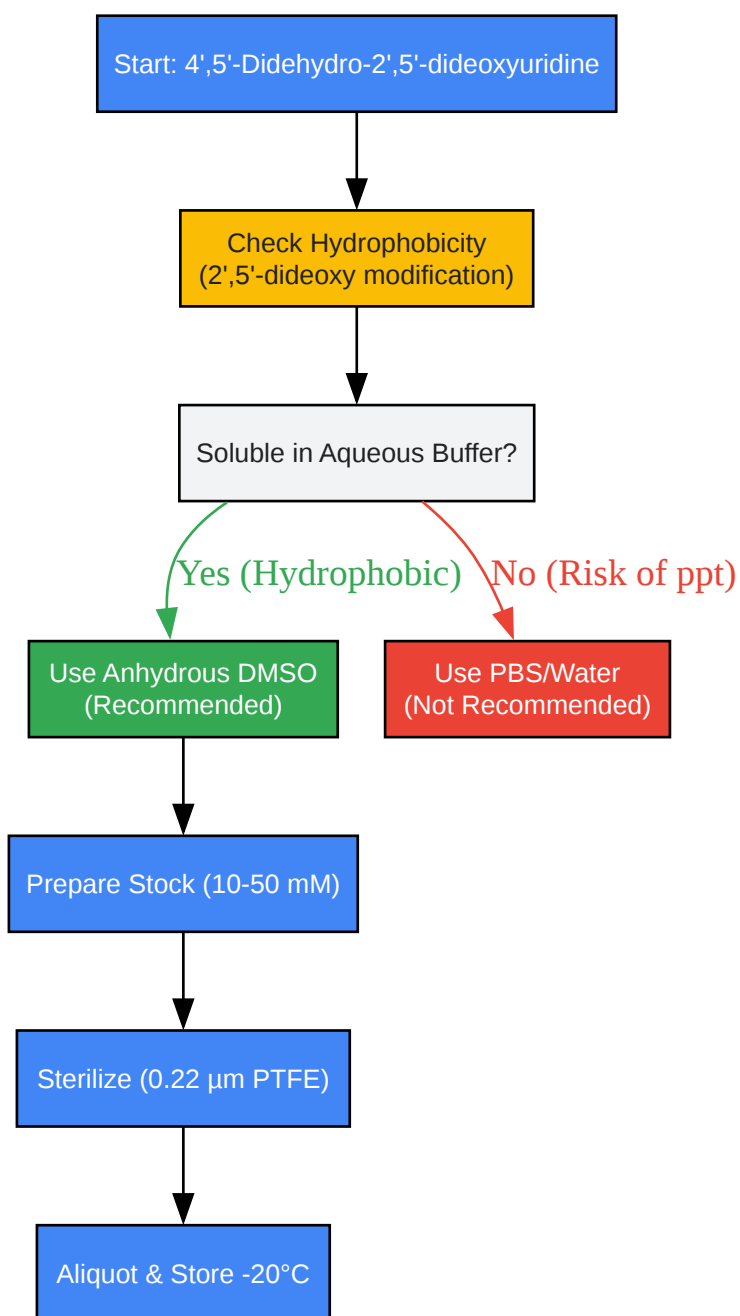 Start: 4',5'-Didehydro-2',5'-dideoxyuridine
Check Hydrophobicity
(2',5'-dideoxy modification)
Soluble in Aqueous Buffer?
Yes (Hydrophobic)
No (Risk of ppt)
Use Anhydrous DMSO
(Recommended)
Use PBS/Water
(Not Recommended)
Prepare Stock (10-50 mM)
Sterilize (0.22 µm PTFE)
Aliquot & Store -20°C